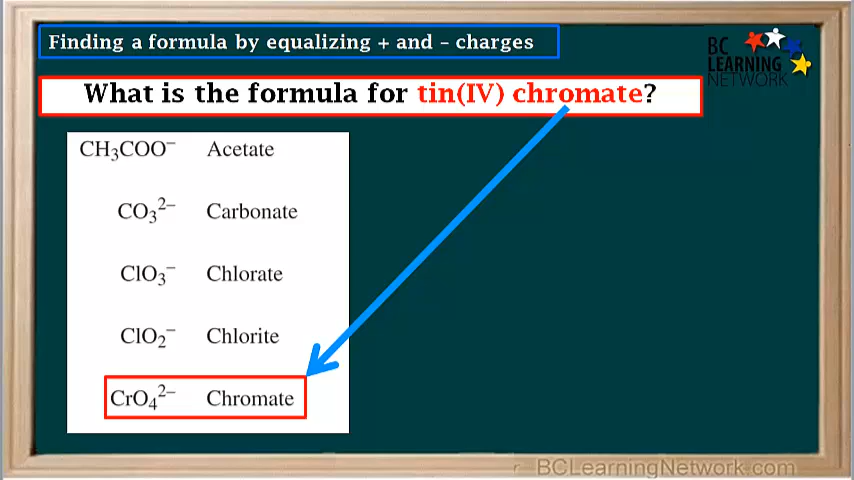 Finding a formula by equalizing + and – charges
BC
LEARNING
NETWORK
What is the formula for tin(IV) chromate?
CH₃COO⁻ Acetate
CO₃²⁻ Carbonate
ClO₃⁻ Chlorate
ClO₂⁻ Chlorite
CrO₄²⁻ Chromate
BCLearningNetwork.com